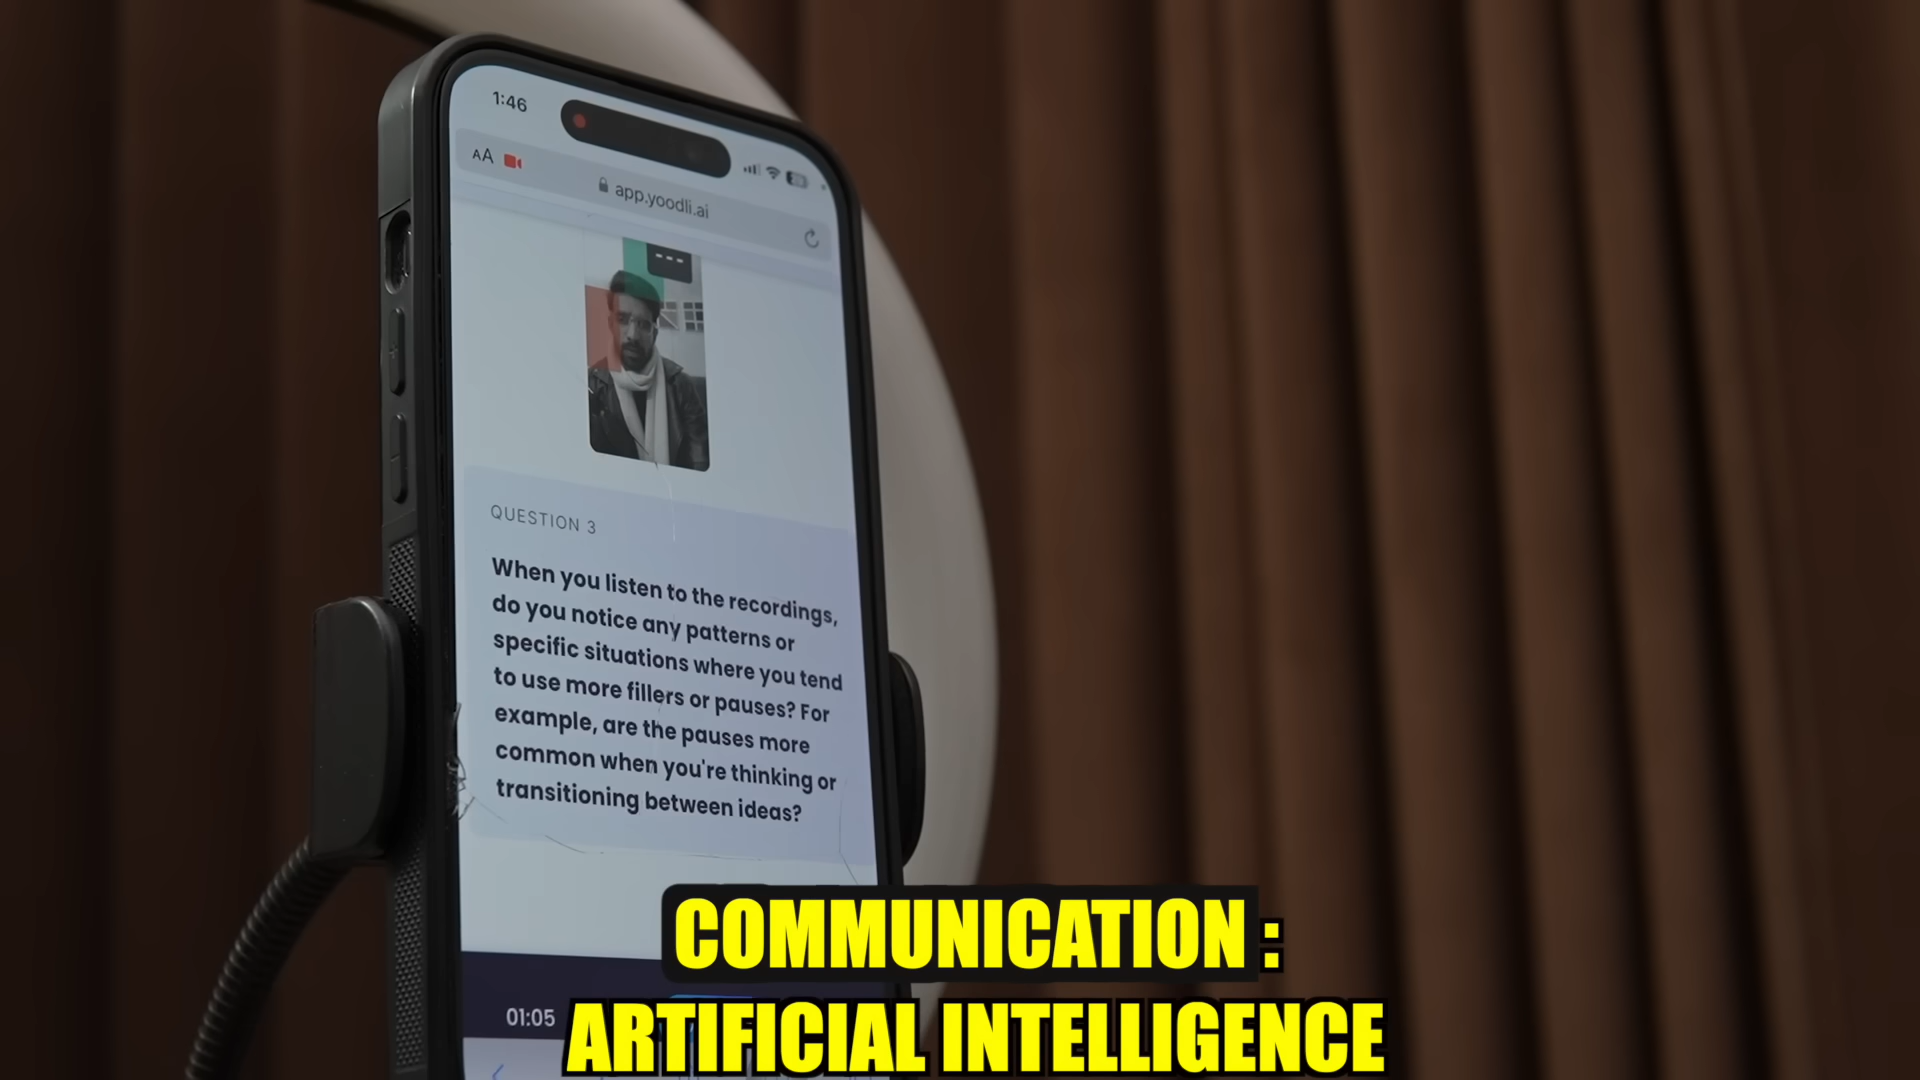 1:46
AA
app.yoodli.ai
QUESTION 3
When you listen to the recordings,
do you notice any patterns or
specific situations where you tend
to use more fillers or pauses? For
example, are the pauses more
common when you're thinking or
transitioning between ideas?
COMMUNICATION :
01:05
ARTIFICIAL INTELLIGENCE